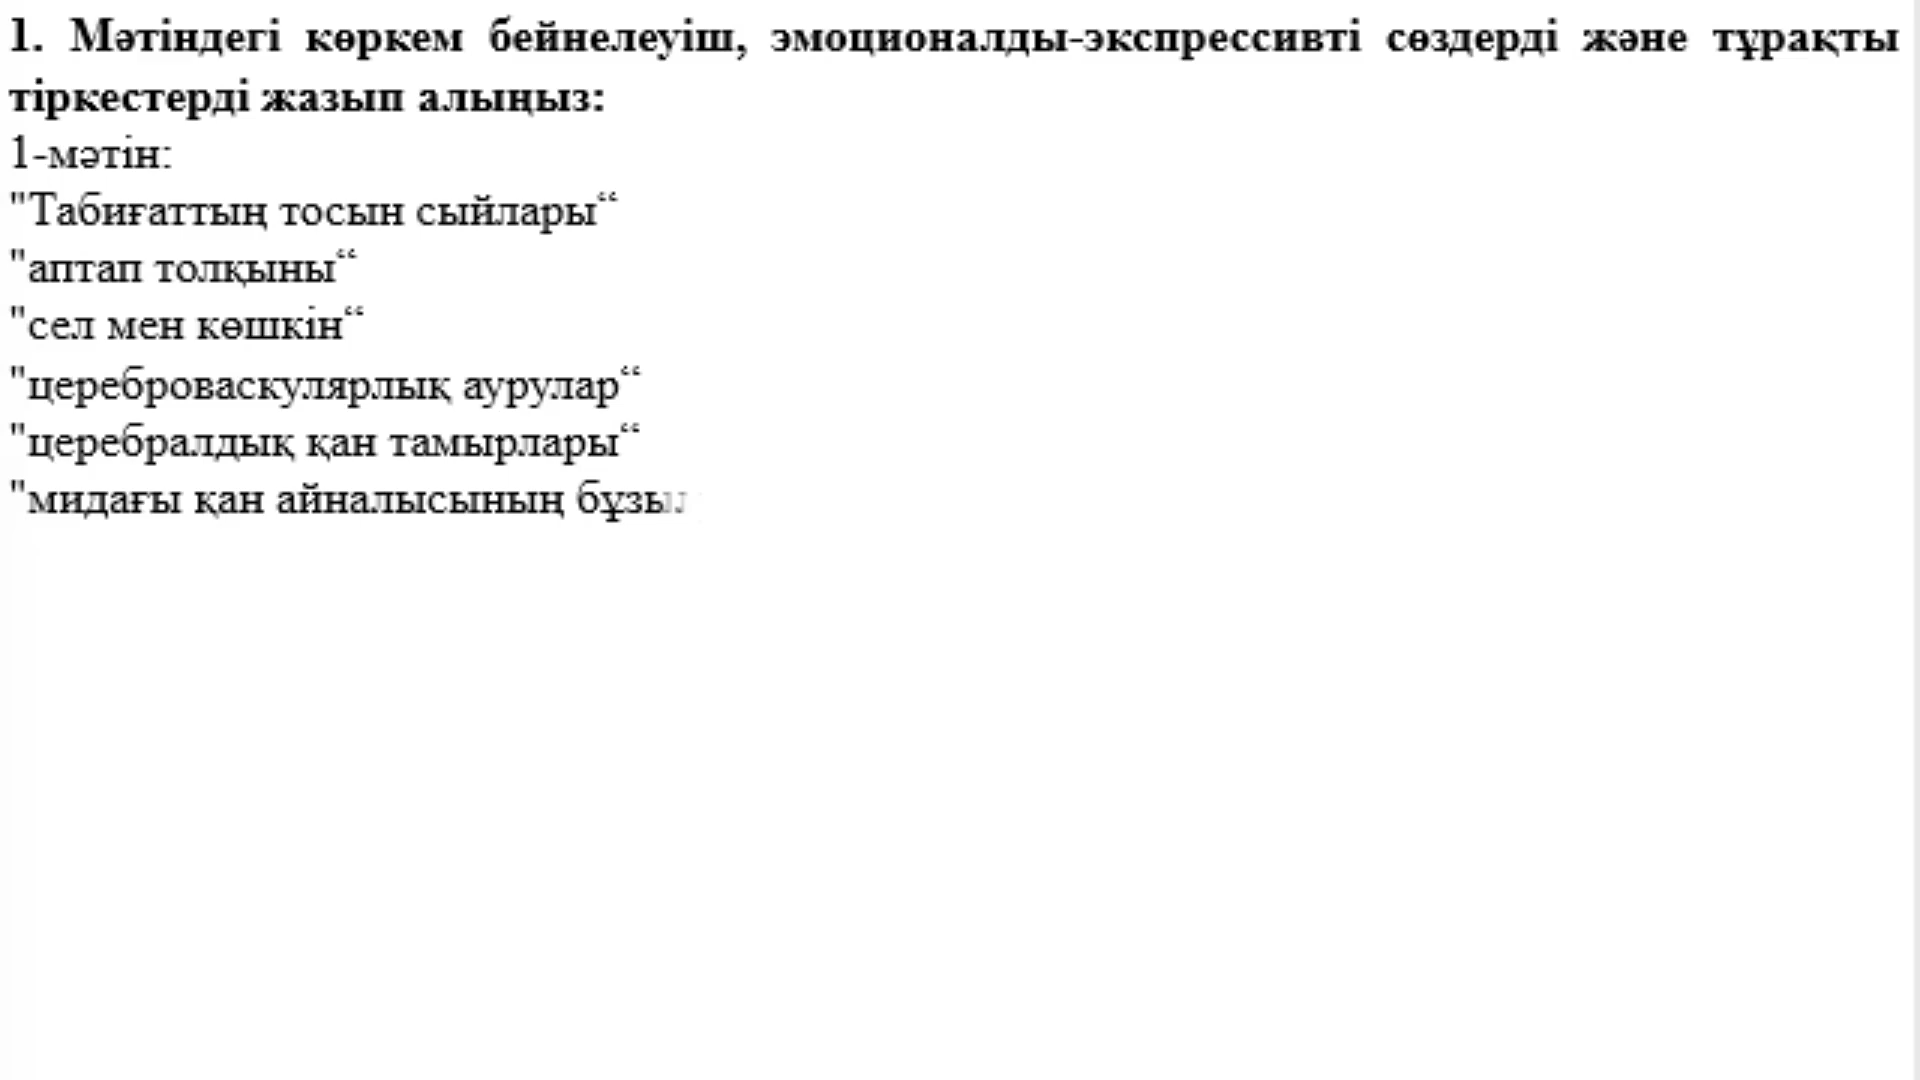 1. Мәтіндегі көркем бейнелеуіш, эмоционалды-экспрессивті сөздерді және тұрақты
тіркестерді жазып алыңыз:
1-мәтін:
"Табиғаттың тосын сыйлары“
"аптап толқыны“
"сел мен көшкін“
"цереброваскулярлық аурулар“
"церебралдық қан тамырлары“
"мидағы қан айналысының